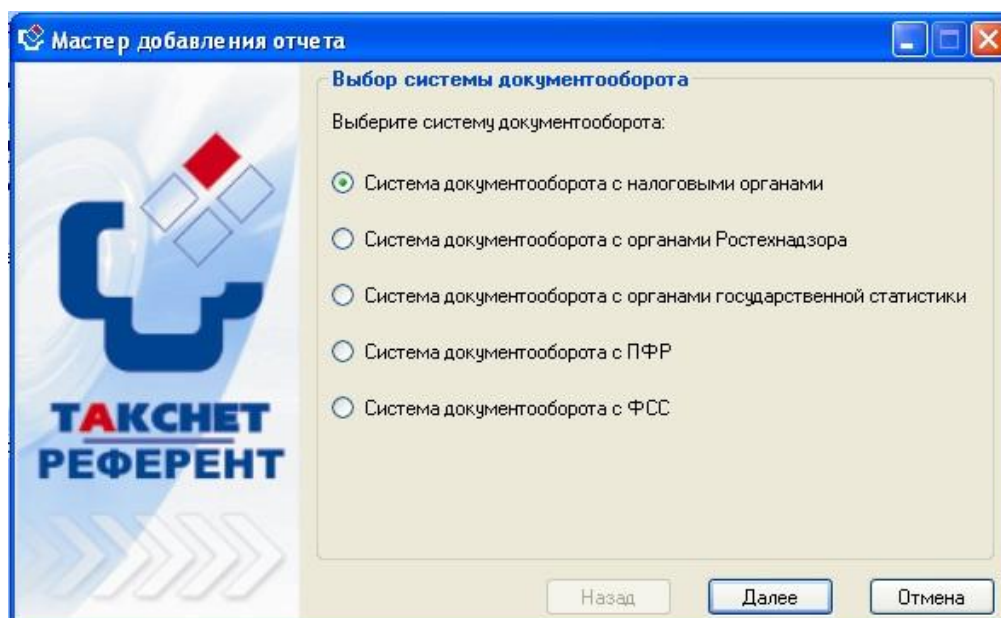 Мастер добавления отчета
Выбор системы документооборота
Выберите систему документооборота:
Система документооборота с налоговыми органами
Система документооборота с органами Ростехнадзора
Система документооборота с органами государственной статистики
Система документооборота с ПФР
Система документооборота с ФСС
ТАКСНЕТ
РЕФЕРЕНТ
Назад
Далее
Отмена